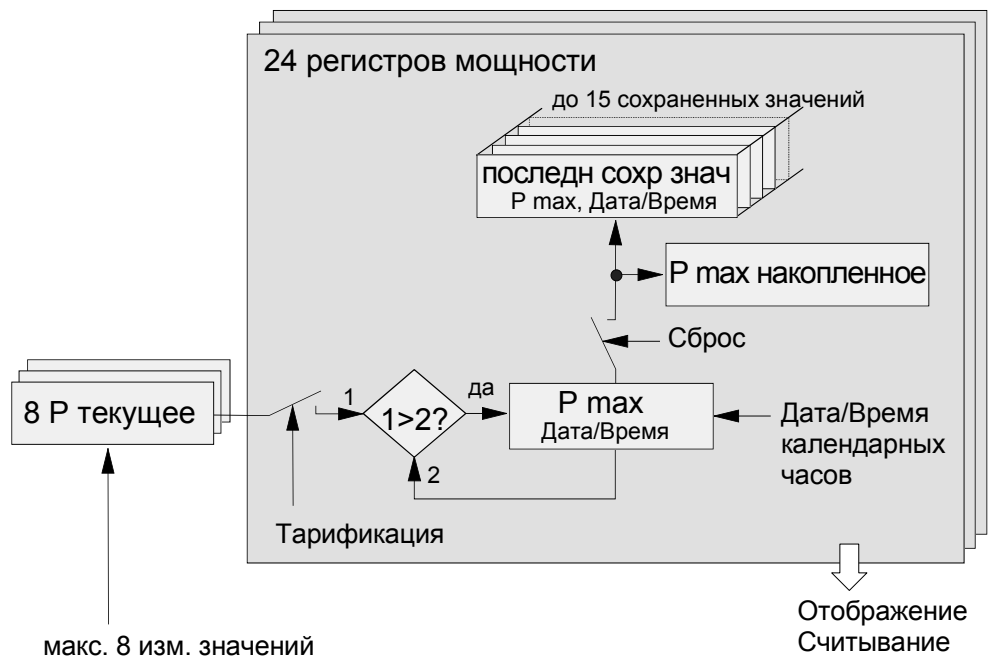 24 регистров мощности
до 15 сохраненных значений
последн сохр знач
P max, Дата/Время
P max накопленное
Сброс
8 P текущее
1
1>2?
да
P max
Дата/Время
2
Дата/Время
календарных
часов
Тарификация
Отображение
Считывание
макс. 8 изм. значений